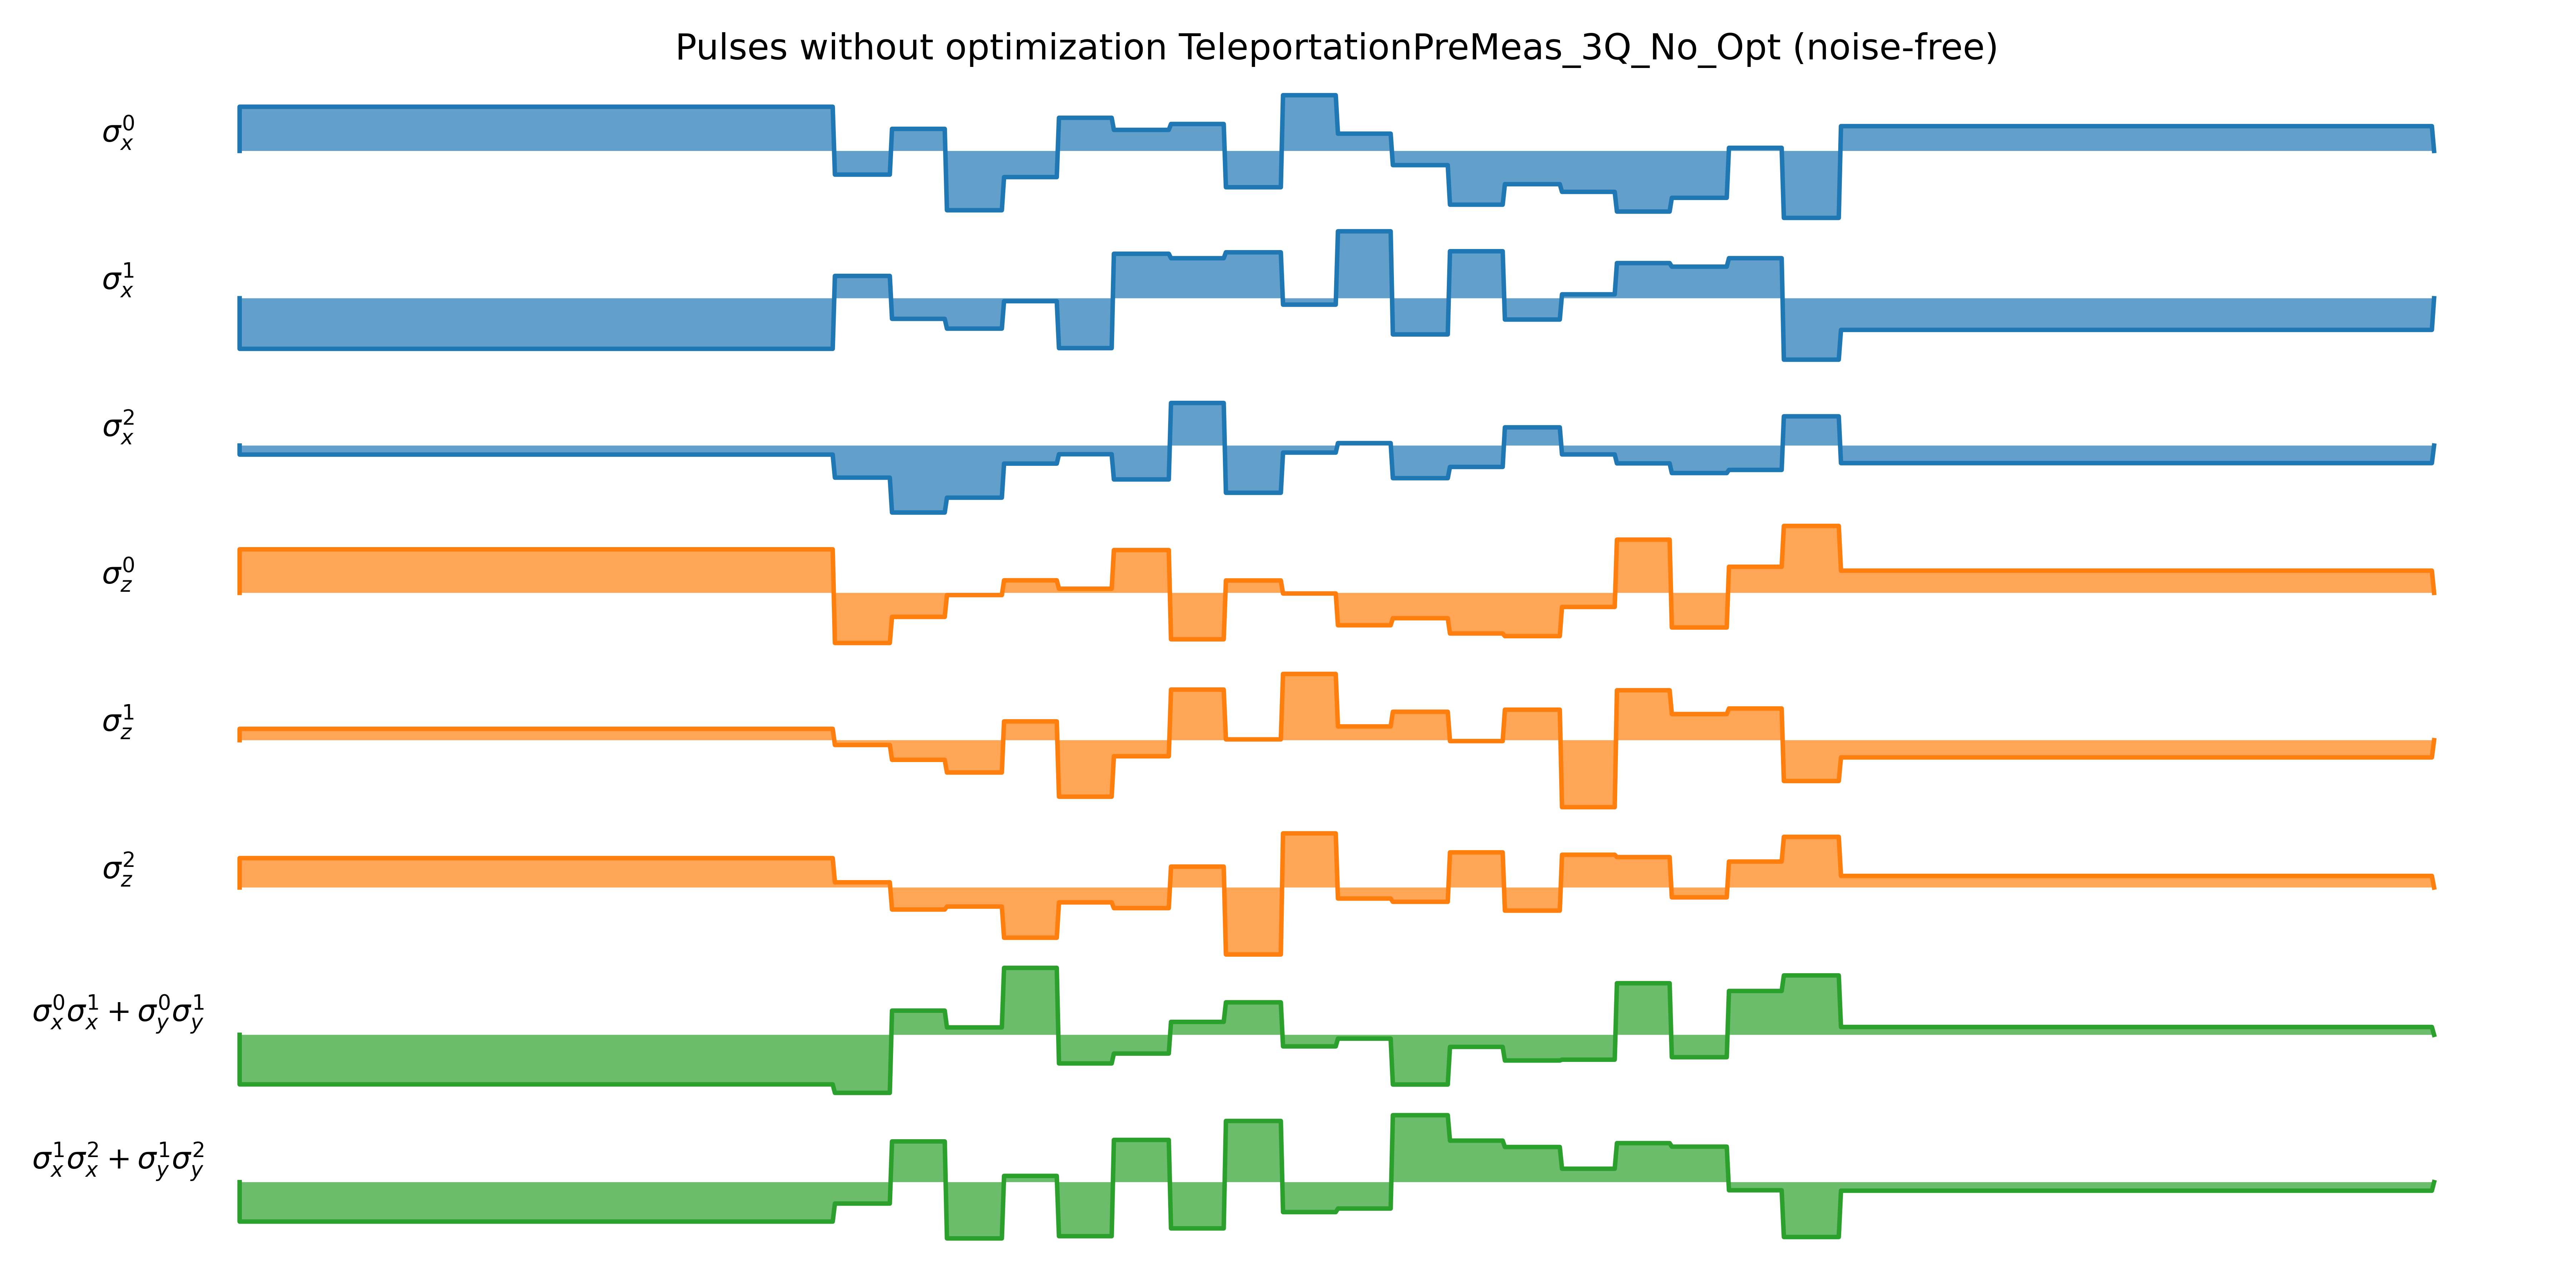 Pulses without optimization TeleportationPreMeas_3Q_No_Opt (noise-free)
σ_x^0
σ_x^1
σ_x^2
σ_z^0
σ_z^1
σ_z^2
σ_x^0σ_x^1 + σ_y^0σ_y^1
σ_x^1σ_x^2 + σ_y^1σ_y^2